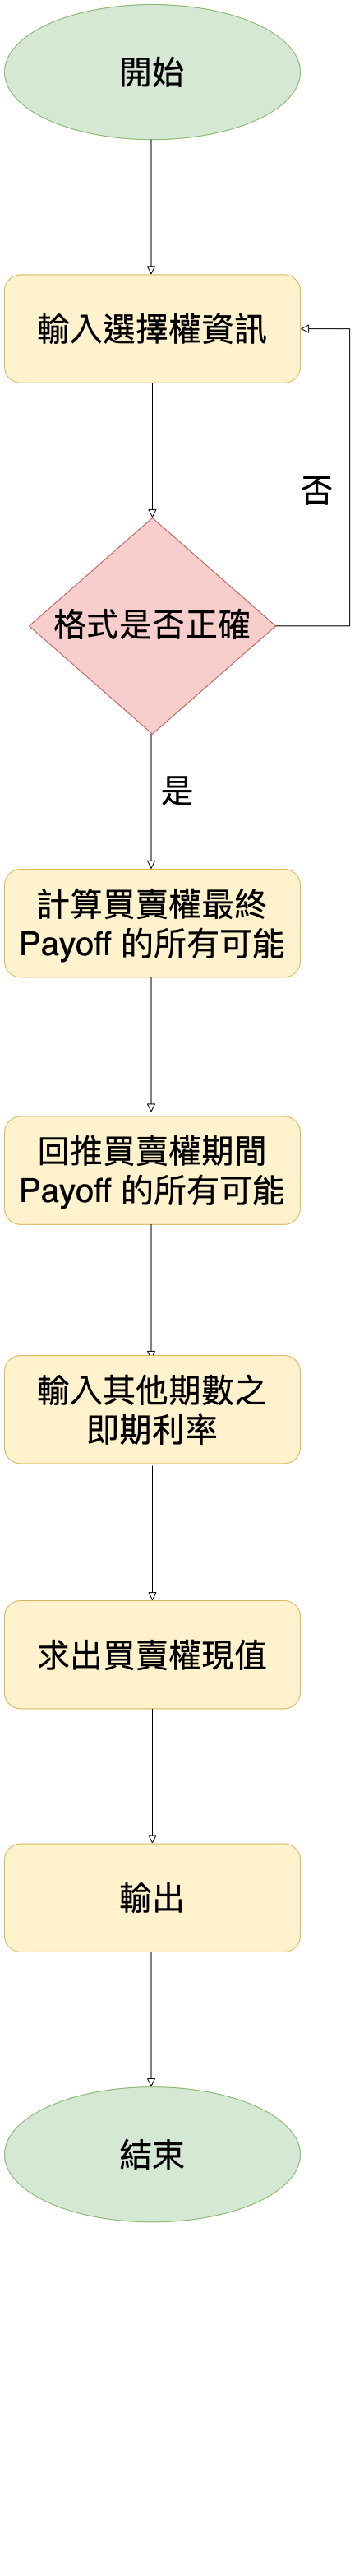 開始
輸入選擇權資訊
否
格式是否正確
是
計算買賣權最終
Payoff 的所有可能
回推買賣權期間
Payoff 的所有可能
輸入其他期數之
即期利率
求出買賣權現值
輸出
結束